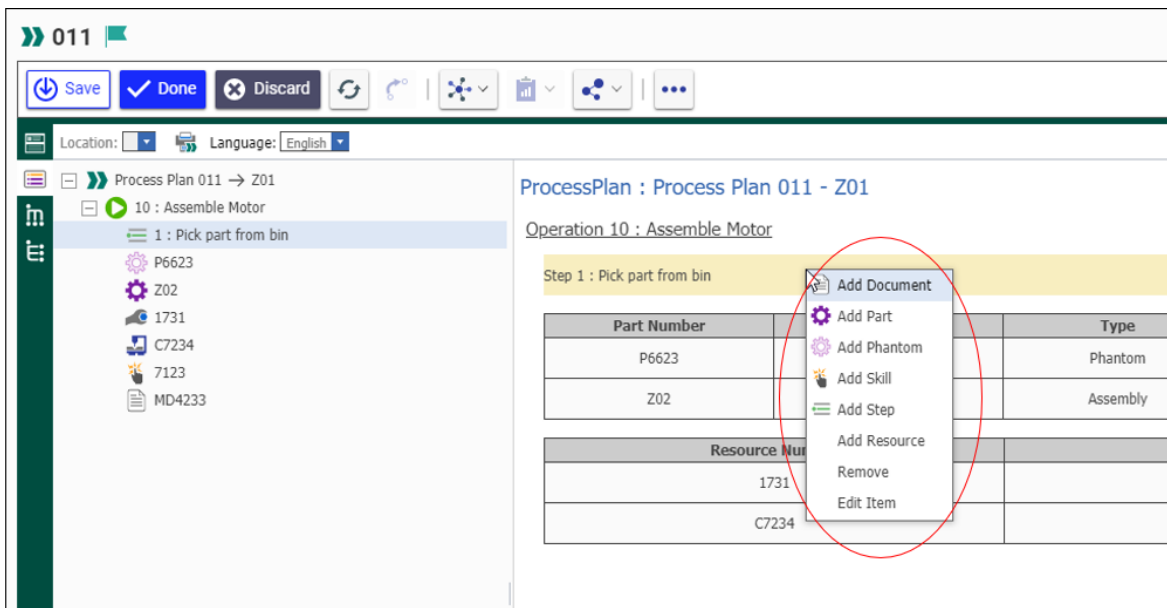 011
Save Done Discard
Location: Language: English
Process Plan 011 → Z01
10 : Assemble Motor
1 : Pick part from bin
P6623
Z02
1731
C7234
7123
MD4233
ProcessPlan : Process Plan 011 - Z01
Operation 10 : Assemble Motor
Step 1 : Pick part from bin
Part Number Type
P6623 Phantom
Z02 Assembly
Resource
1731
C7234
Add Document
Add Part
Add Phantom
Add Skill
Add Step
Add Resource
Remove
Edit Item